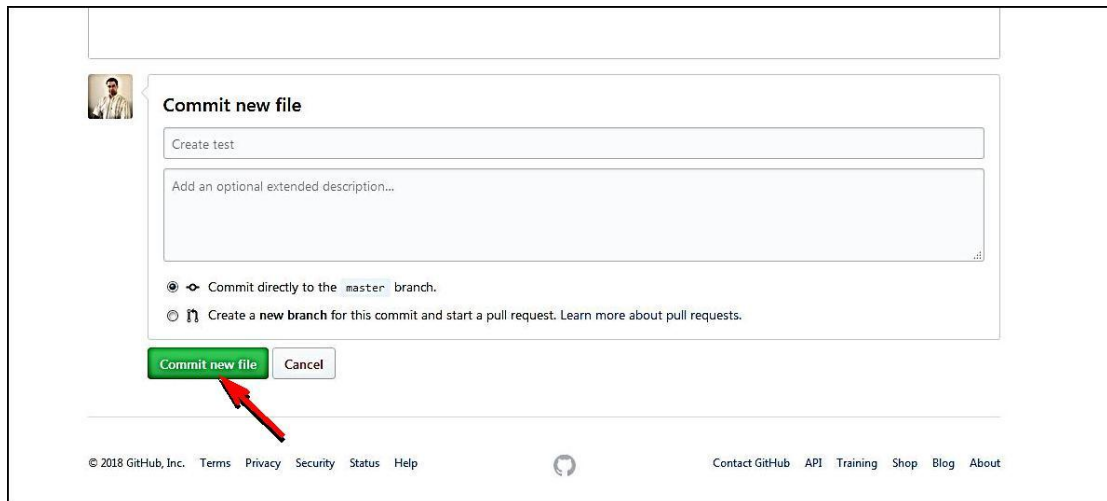 Commit new file
Create test
Add an optional extended description...
Commit directly to the master branch.
Create a new branch for this commit and start a pull request. Learn more about pull requests.
Commit new file Cancel
© 2018 GitHub, Inc. Terms Privacy Security Status Help Contact GitHub API Training Shop Blog About